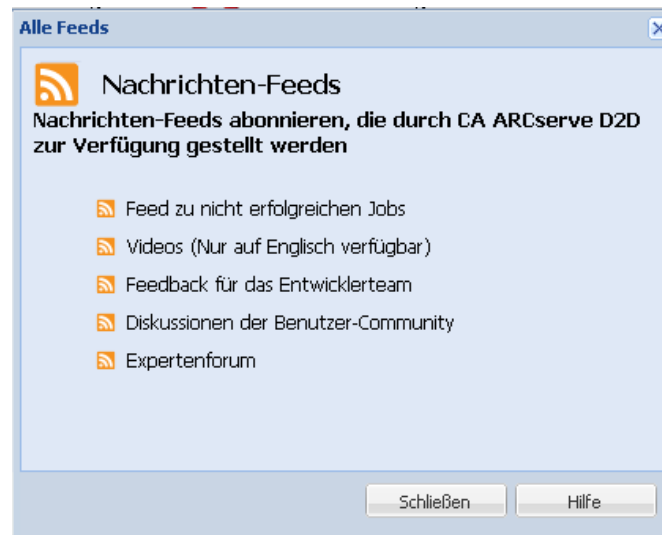 Alle Feeds
Nachrichten-Feeds
Nachrichten-Feeds abonnieren, die durch CA ARCserve D2D
zur Verfügung gestellt werden
Feed zu nicht erfolgreichen Jobs
Videos (Nur auf Englisch verfügbar)
Feedback für das Entwicklerteam
Diskussionen der Benutzer-Community
Expertenforum
Schließen Hilfe